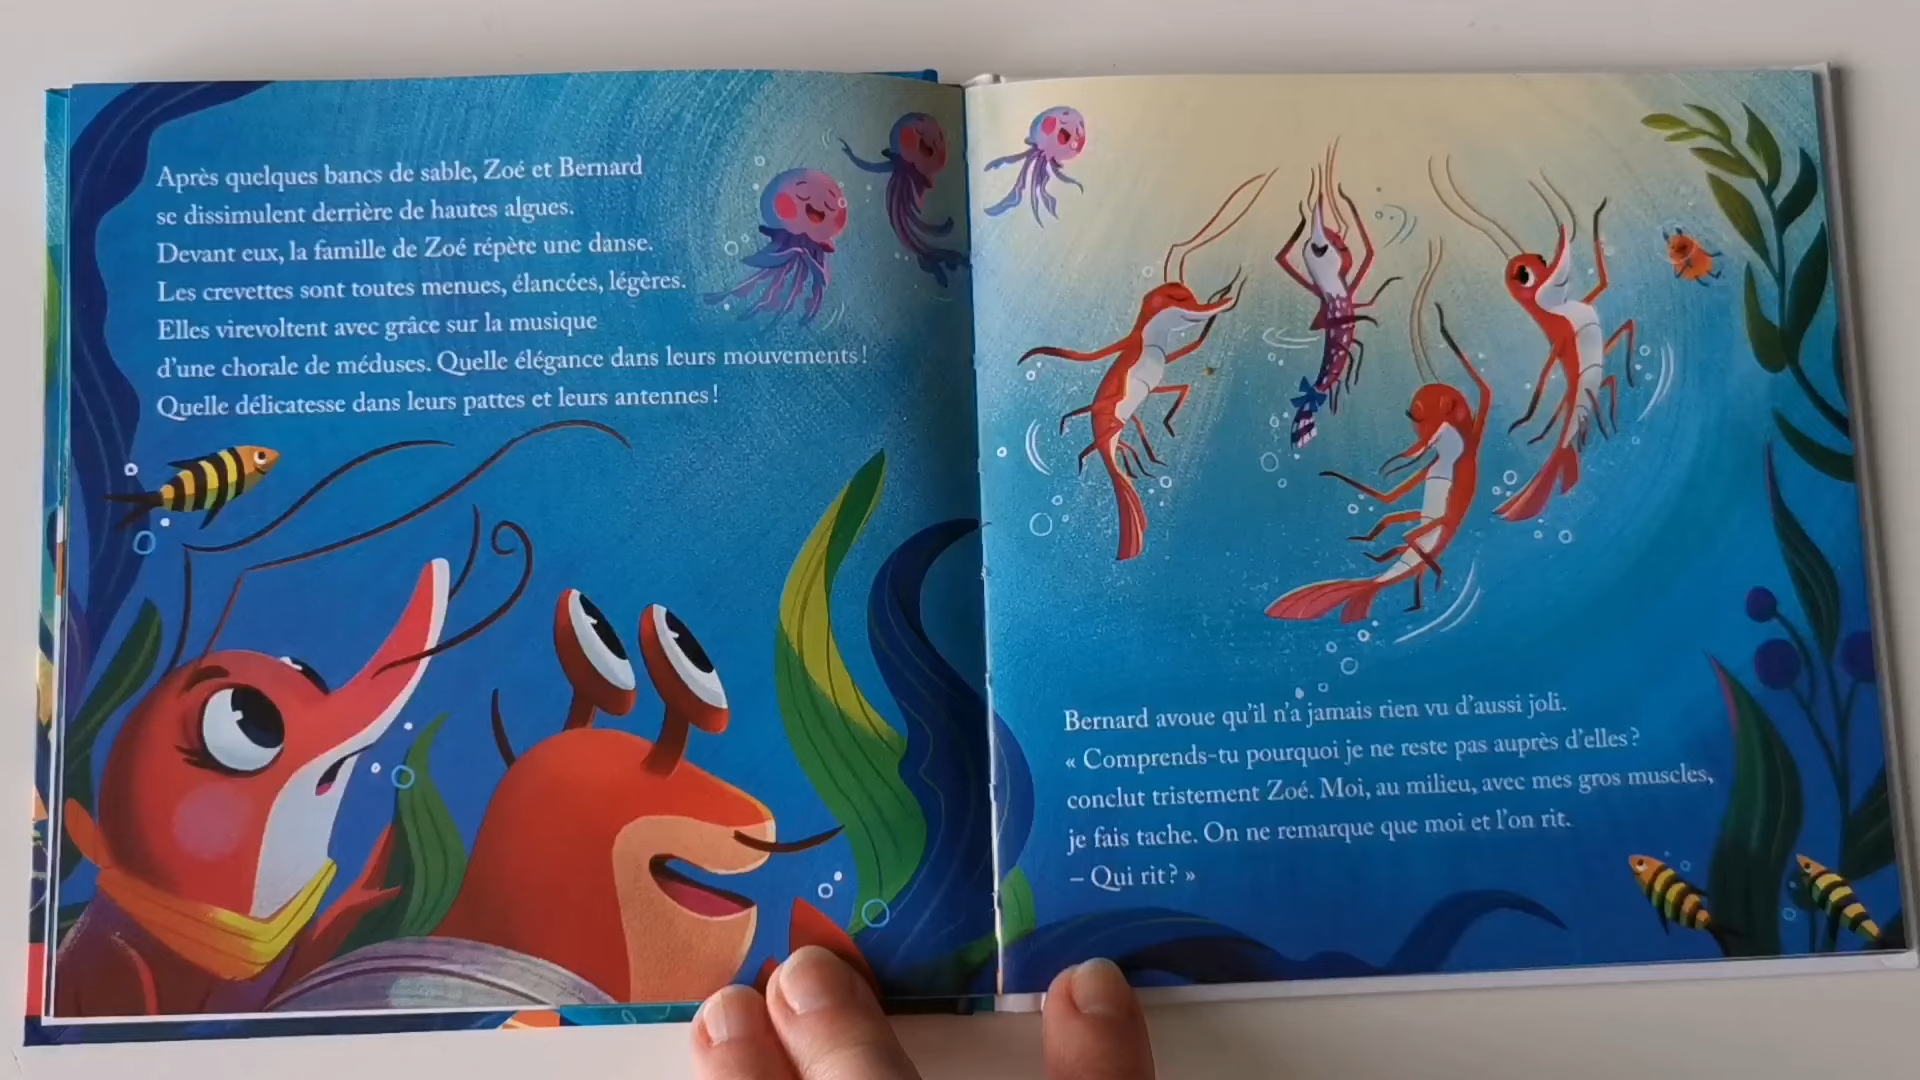 Après quelques bancs de sable, Zoé et Bernard
se dissimulent derrière de hautes algues.
Devant eux, la famille de Zoé répète une danse.
Les crevettes sont toutes menues, élancées, légères.
Elles virevoltent avec grâce sur la musique
d'une chorale de méduses. Quelle élégance dans leurs mouvements !
Quelle délicatesse dans leurs pattes et leurs antennes !
Bernard avoue qu'il n'a jamais rien vu d'aussi joli.
« Comprends-tu pourquoi je ne reste pas auprès d'elles ?
conclut tristement Zoé. Moi, au milieu, avec mes gros muscles,
je fais tache. On ne remarque que moi et l'on rit.
– Qui rit ? »